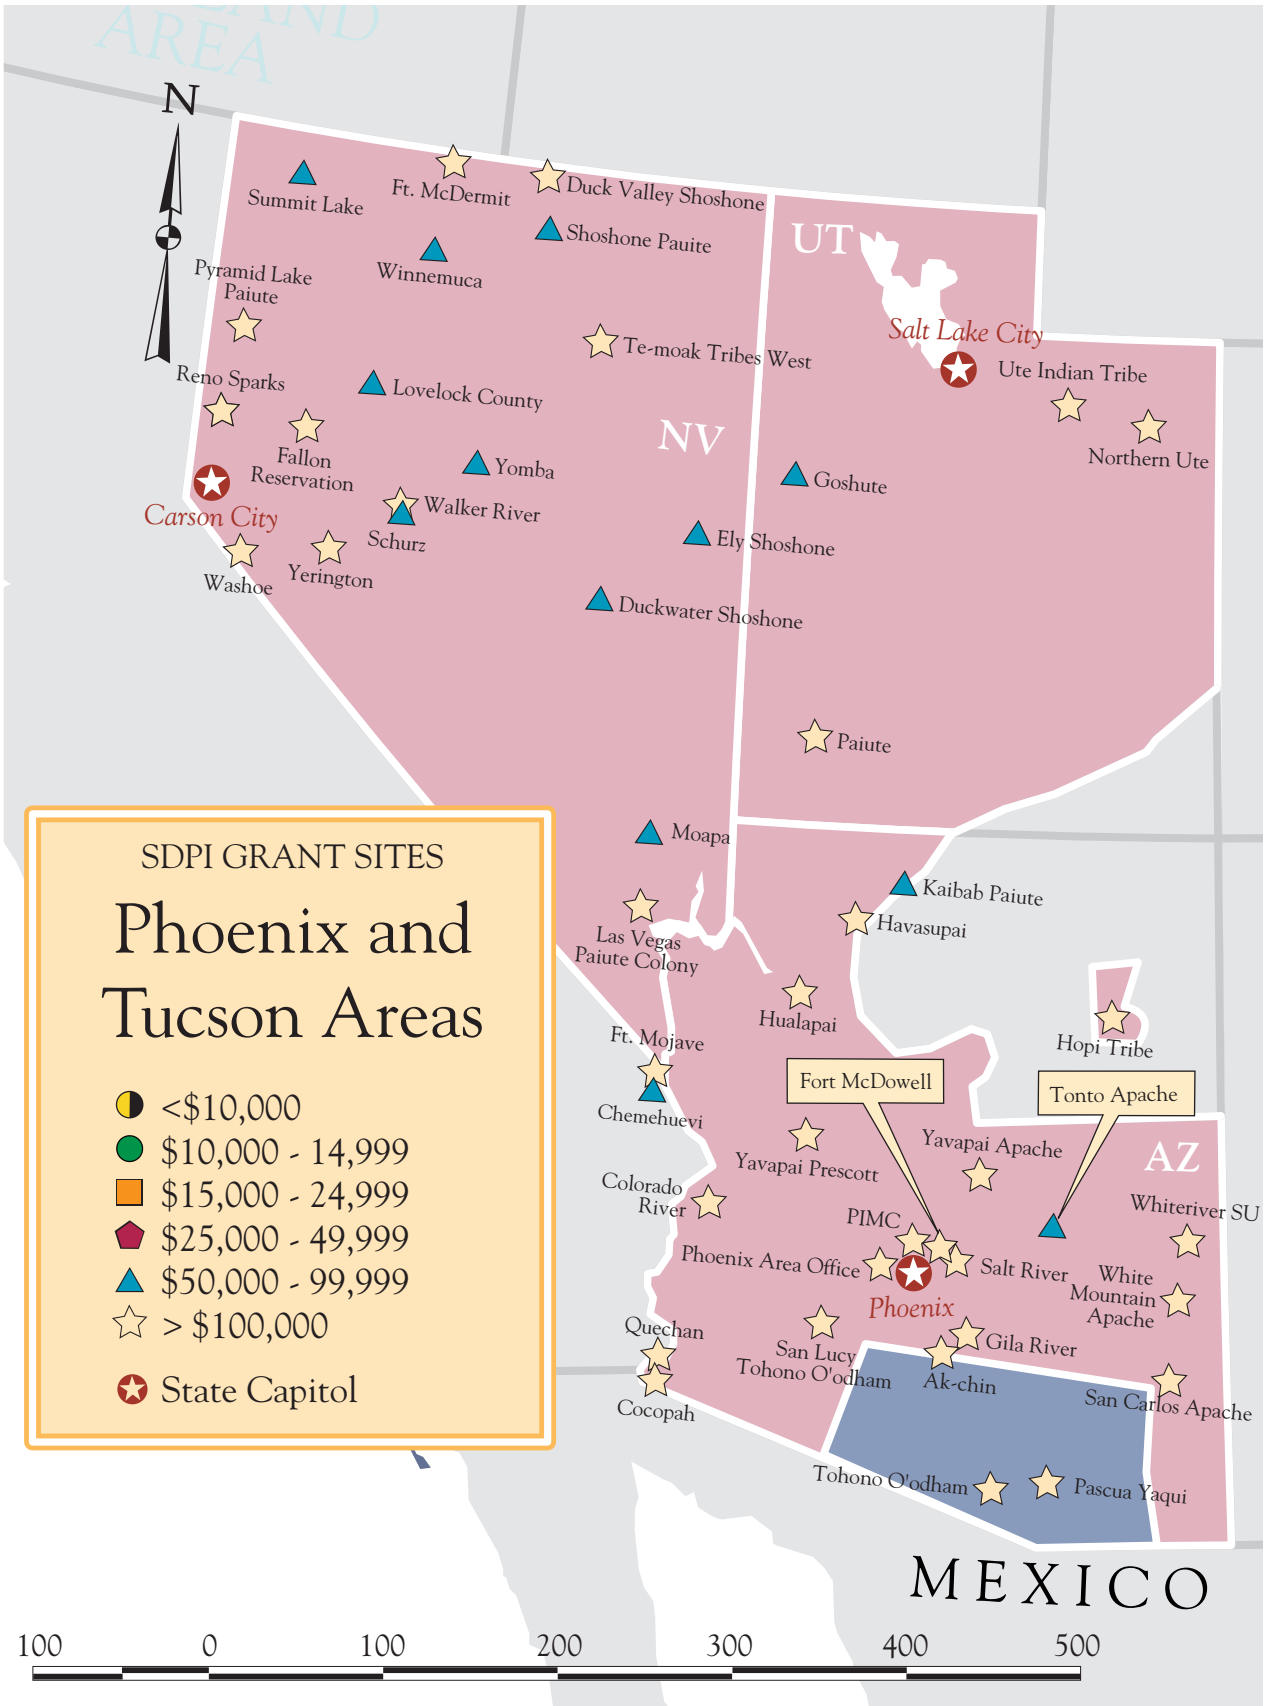 LAND
AREA
N
Summit Lake
Ft. McDermit
Duck Valley Shoshone
Shoshone Pauite
Winnemuca
UT
Pyramid Lake
Paiute
Salt Lake City
Te-moak Tribes West
Ute Indian Tribe
Reno Sparks
Lovelock County
NV
Fallon
Reservation
Yomba
Northern Ute
Goshute
Carson City
Walker River
Schurz
Ely Shoshone
Washoe
Yerington
Duckwater Shoshone
Paiute
Moapa
Kaibab Paiute
Havasupai
Las Vegas
Paiute Colony
Hualapai
Ft. Mojave
Hopi Tribe
Fort McDowell
Tonto Apache
Chemehuevi
Yavapai Apache
AZ
Yavapai Prescott
Colorado
River
Whiteriver SU
PIMC
Phoenix Area Office
Salt River
White
Mountain
Apache
Phoenix
Quechan
San Lucy
Tohono O'odham
Gila River
Ak-chin
San Carlos Apache
Cocopah
Tohono O'odham
Pascua Yaqui
MEXICO
SDPI GRANT SITES
Phoenix and
Tucson Areas
<$10,000
$10,000 - 14,999
$15,000 - 24,999
$25,000 - 49,999
$50,000 - 99,999
> $100,000
State Capitol
100 0 100 200 300 400 500